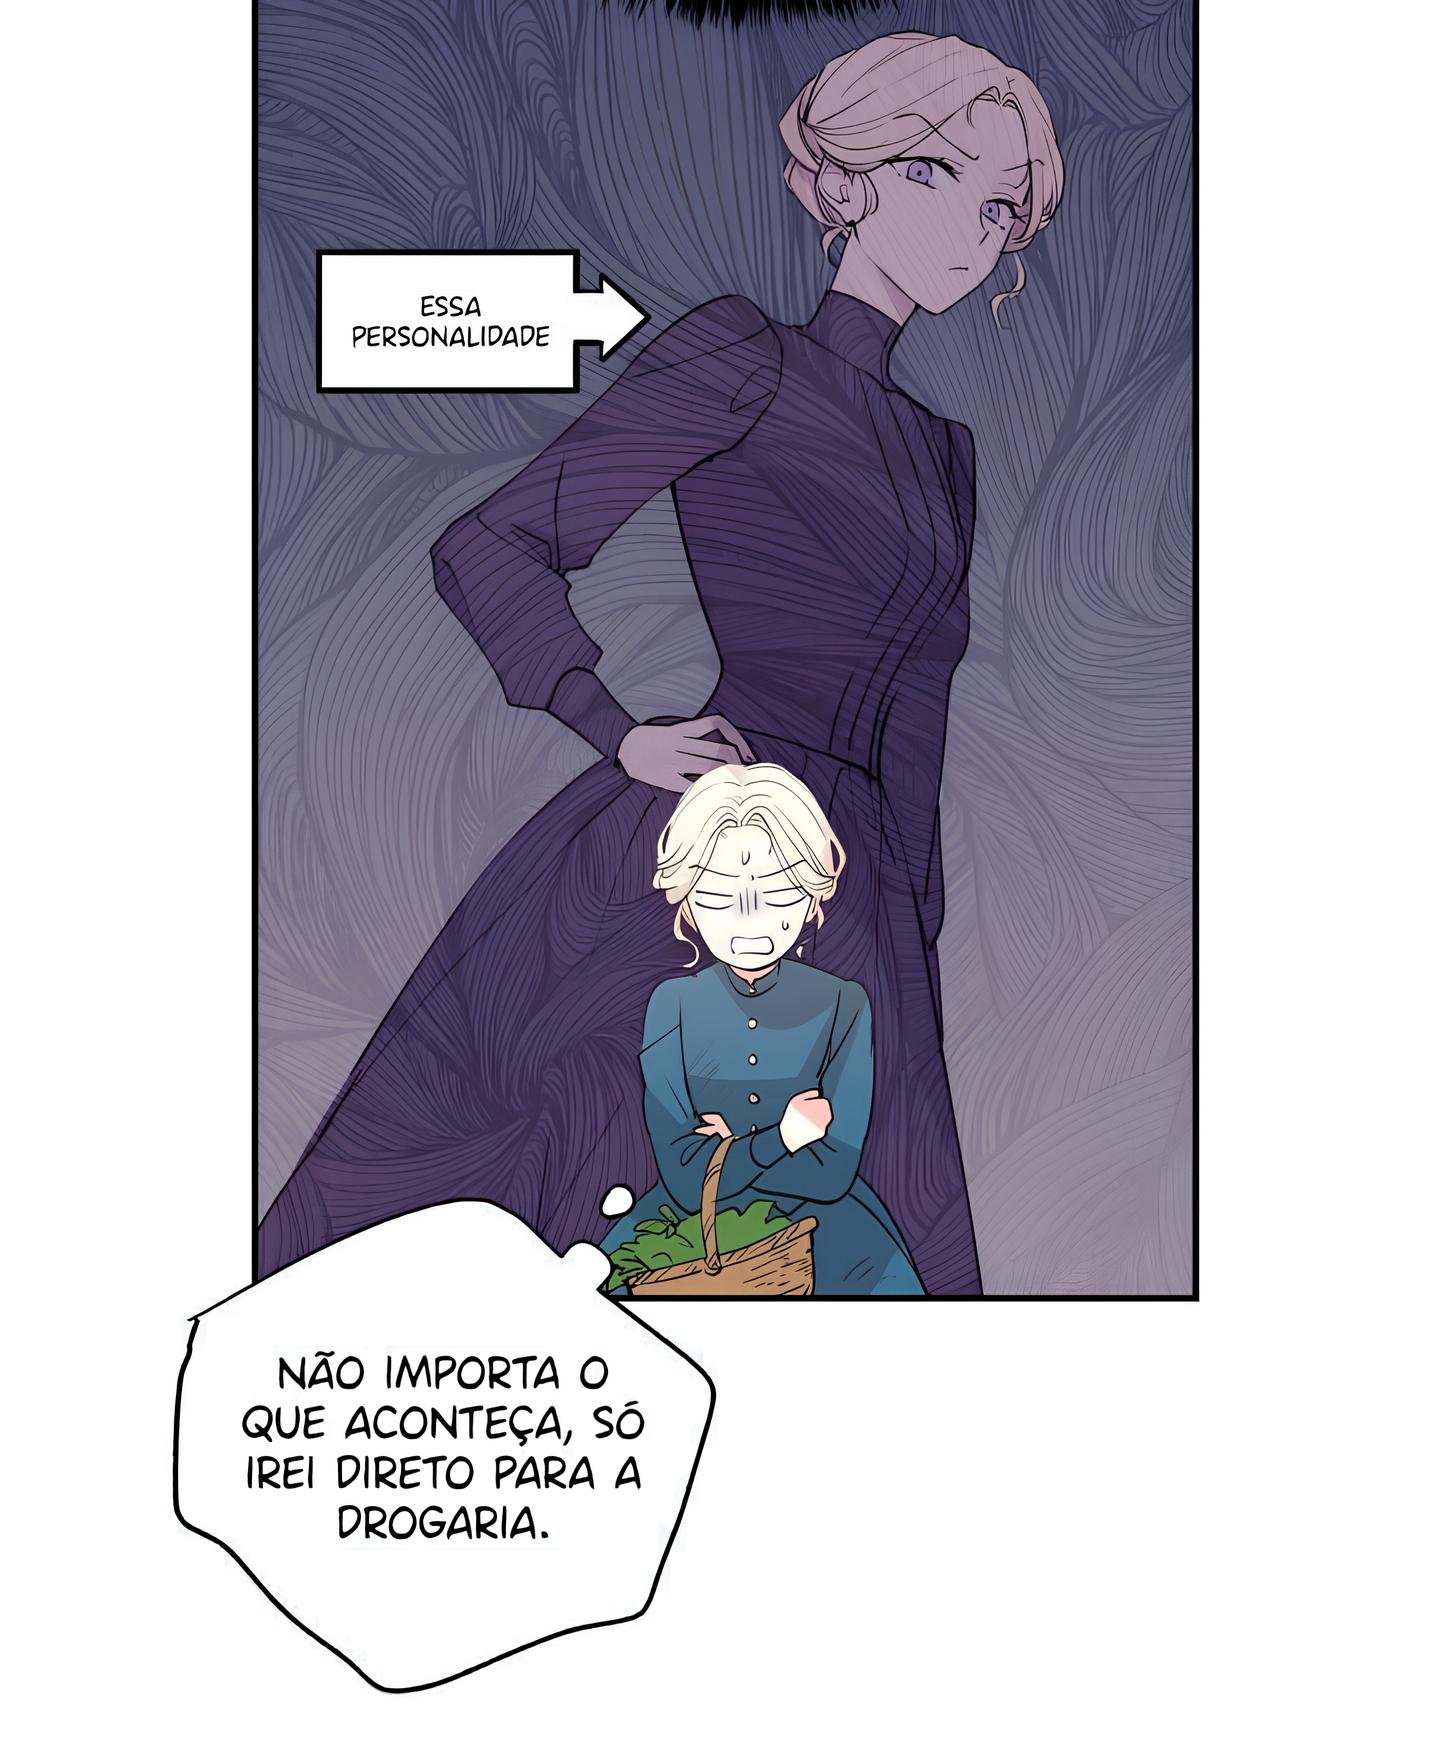 ESSA
PERSONALIDADE
NÃO IMPORTA O
QUE ACONTEÇA, SÓ
IREI DIRETO PARA A
DROGARIA.